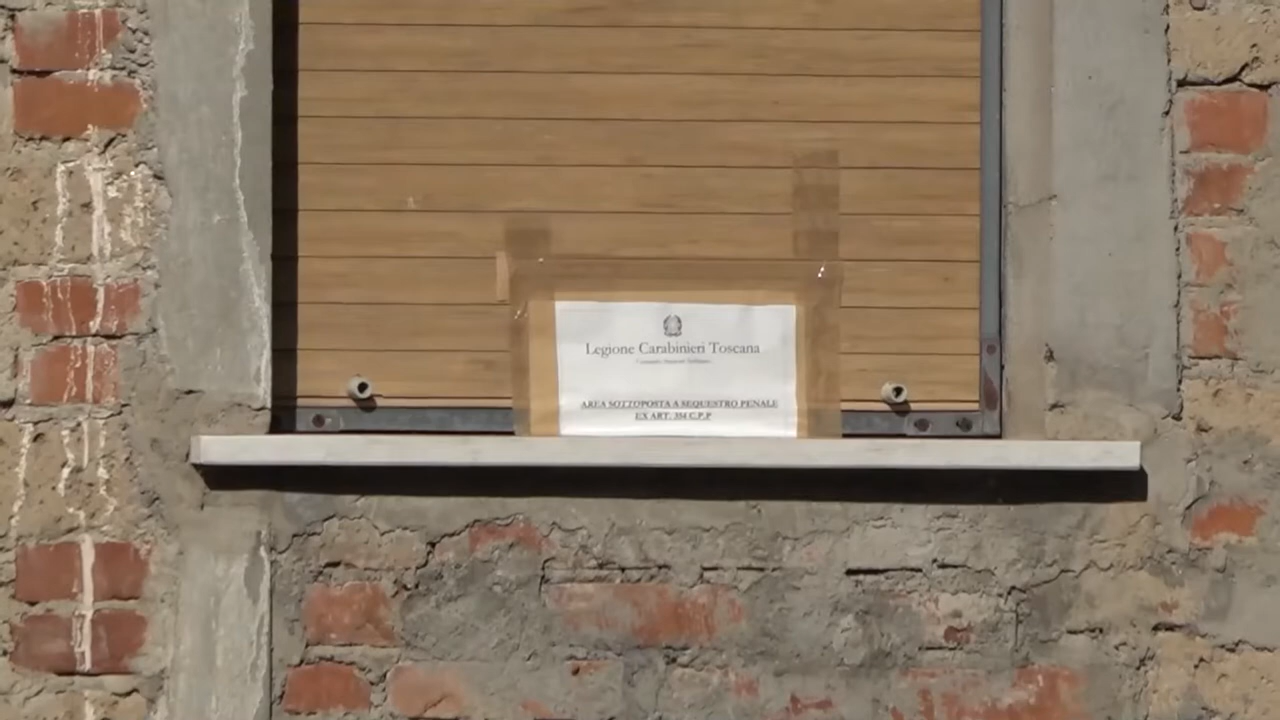 Legione Carabinieri Toscana
AREA SOTTOPOSTA A SEQUESTRO PENALE
EX ART. 354 C.P.P